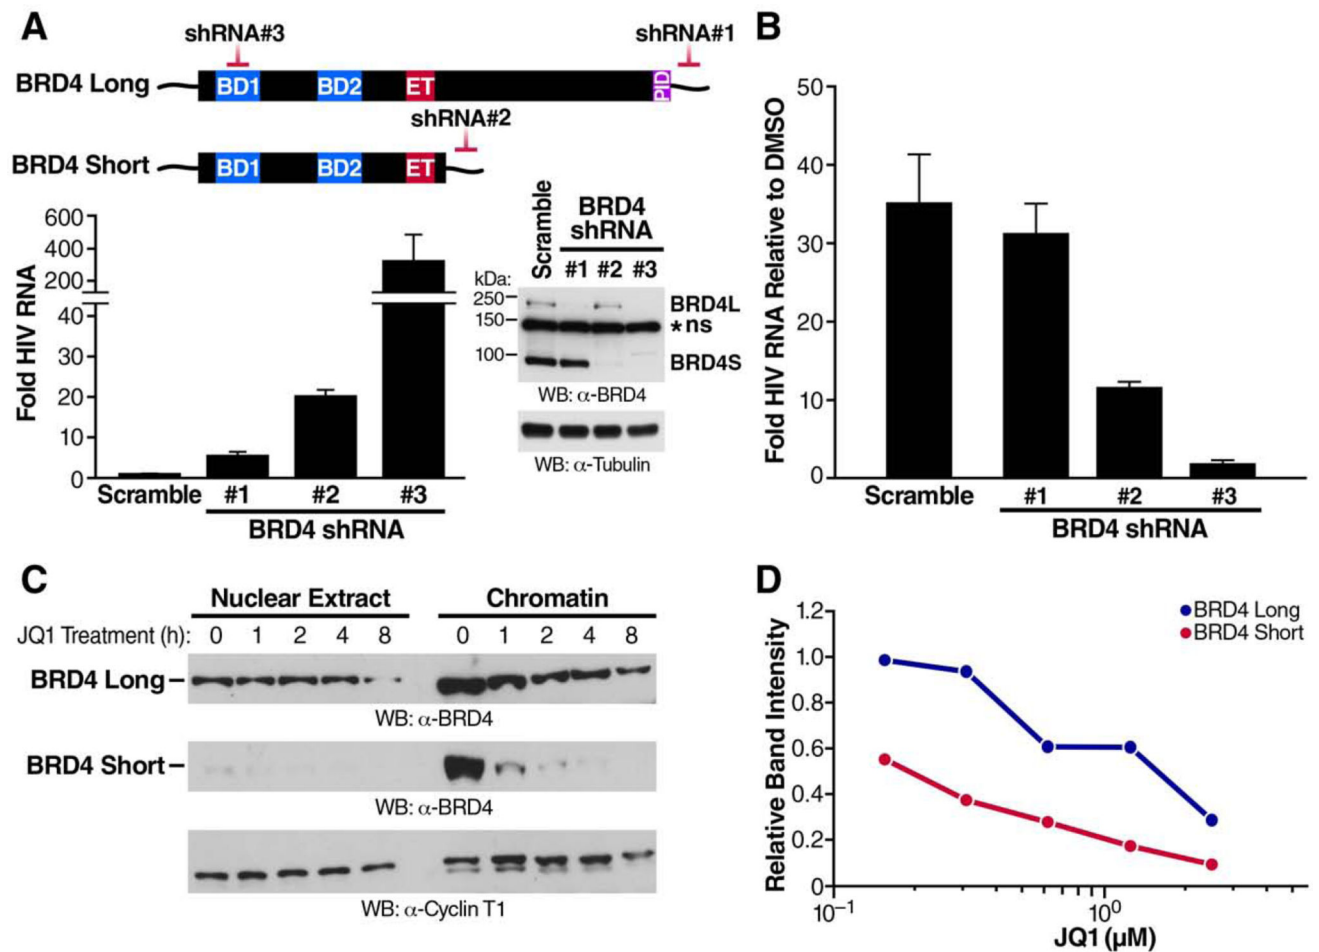 A
shRNA#3
shRNA#1
BRD4 Long
BD1
BD2
ET
PID
shRNA#2
BRD4 Short
BD1
BD2
ET
Fold HIV RNA
600
400
200
40
30
20
10
0
Scramble
#1
#2
#3
BRD4 shRNA
Scramble
BRD4
shRNA
#1 #2 #3
kDa:
250
150
100
BRD4L
*ns
BRD4S
WB: α-BRD4
WB: α-Tubulin
B
Fold HIV RNA Relative to DMSO
50
40
30
20
10
0
Scramble
#1
#2
#3
BRD4 shRNA
C
Nuclear Extract
Chromatin
JQ1 Treatment (h): 0 1 2 4 8 0 1 2 4 8
BRD4 Long
WB: α-BRD4
BRD4 Short
WB: α-BRD4
WB: α-Cyclin T1
D
Relative Band Intensity
1.2
1.0
0.8
0.6
0.4
0.2
0
BRD4 Long
BRD4 Short
10⁻¹
10⁰
JQ1 (µM)